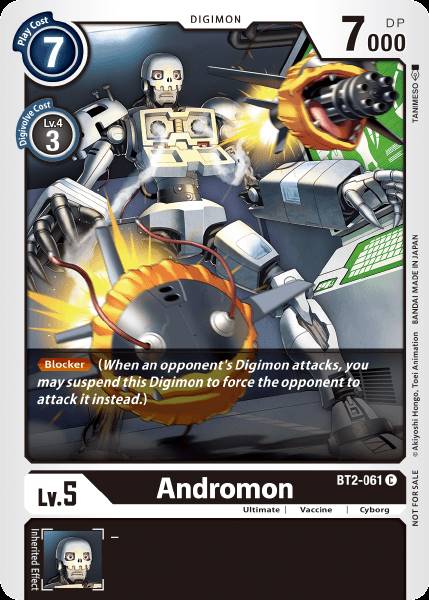 Play Cost
7
DIGIMON
7000
DP
Digivolve Cost
Lv.4
3
TANIMESO
Blocker (When an opponent's Digimon attacks, you
may suspend this Digimon to force the opponent to
attack it instead.)
©Akiyoshi Hongo, Toei Animation BANDAI MADE IN JAPAN
NOT FOR SALE
Lv.5
Andromon
BT2-061 C
Ultimate | Vaccine | Cyborg
Inherited Effect
–